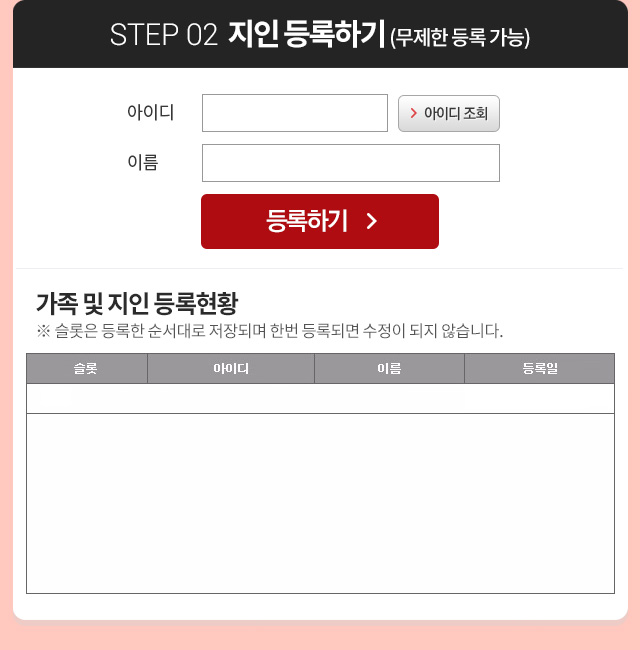 STEP 02 지인 등록하기 (무제한 등록 가능)
아이디
아이디 조회
이름
등록하기
가족 및 지인 등록현황
※ 슬롯은 등록한 순서대로 저장되며 한번 등록되면 수정이 되지 않습니다.
슬롯 아이디 이름 등록일